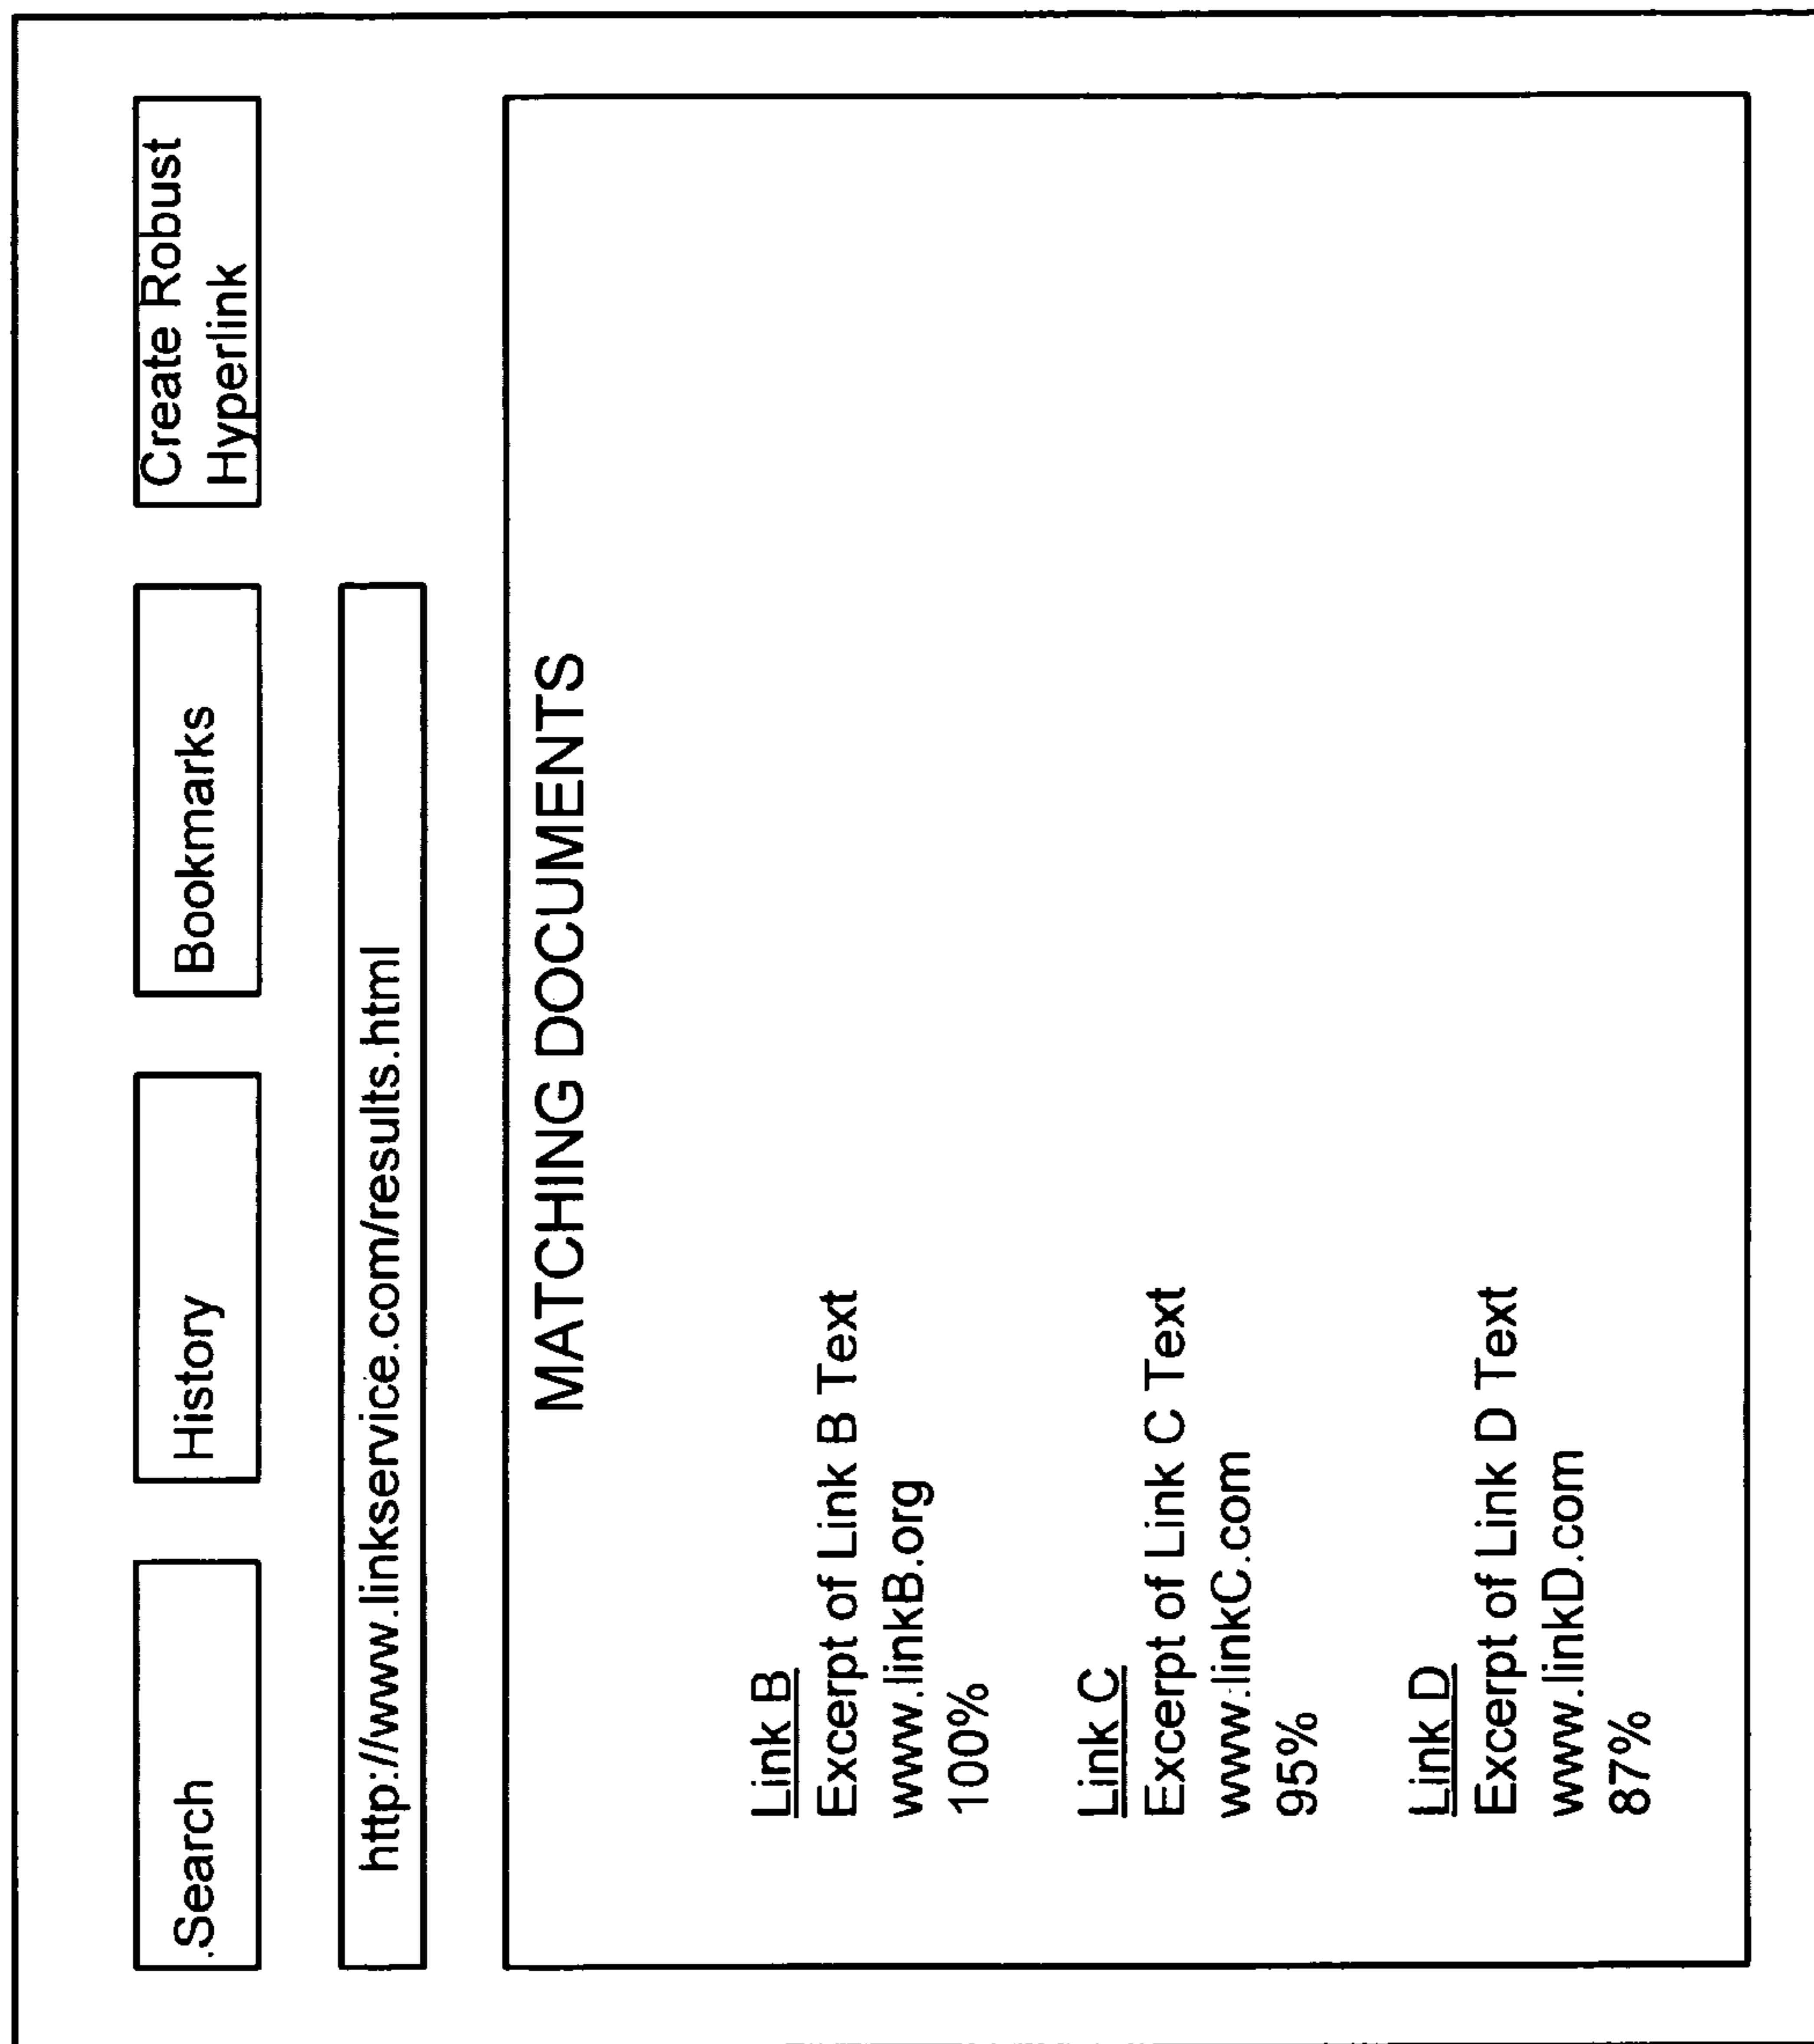 Search
History
Bookmarks
Create Robust
Hyperlink
http://www.linkservice.com/results.html
MATCHING DOCUMENTS
Link B
Excerpt of Link B Text
www.linkB.org
100%
Link C
Excerpt of Link C Text
www.linkC.com
95%
Link D
Excerpt of Link D Text
www.linkD.com
87%